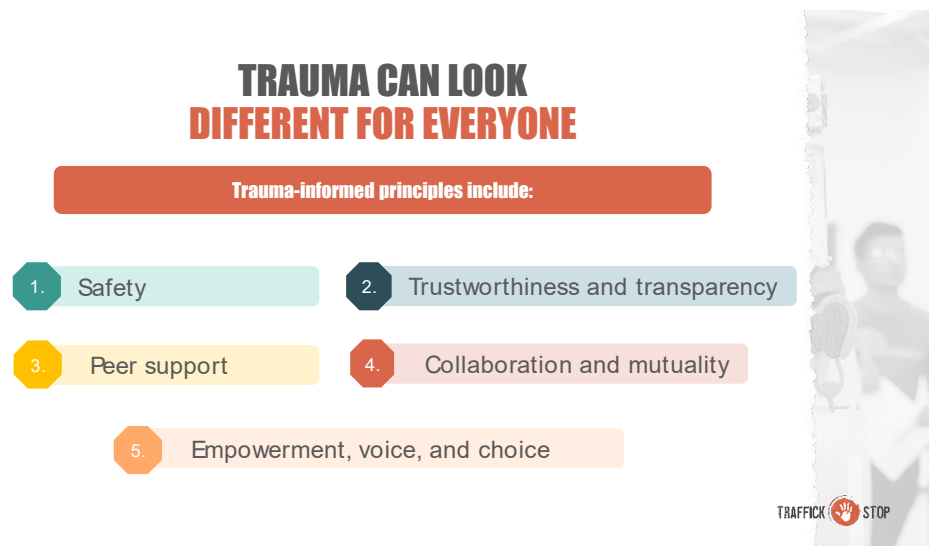 TRAUMA CAN LOOK
DIFFERENT FOR EVERYONE
Trauma-informed principles include:
1. Safety
2. Trustworthiness and transparency
3. Peer support
4. Collaboration and mutuality
5. Empowerment, voice, and choice
TRAFFICK STOP